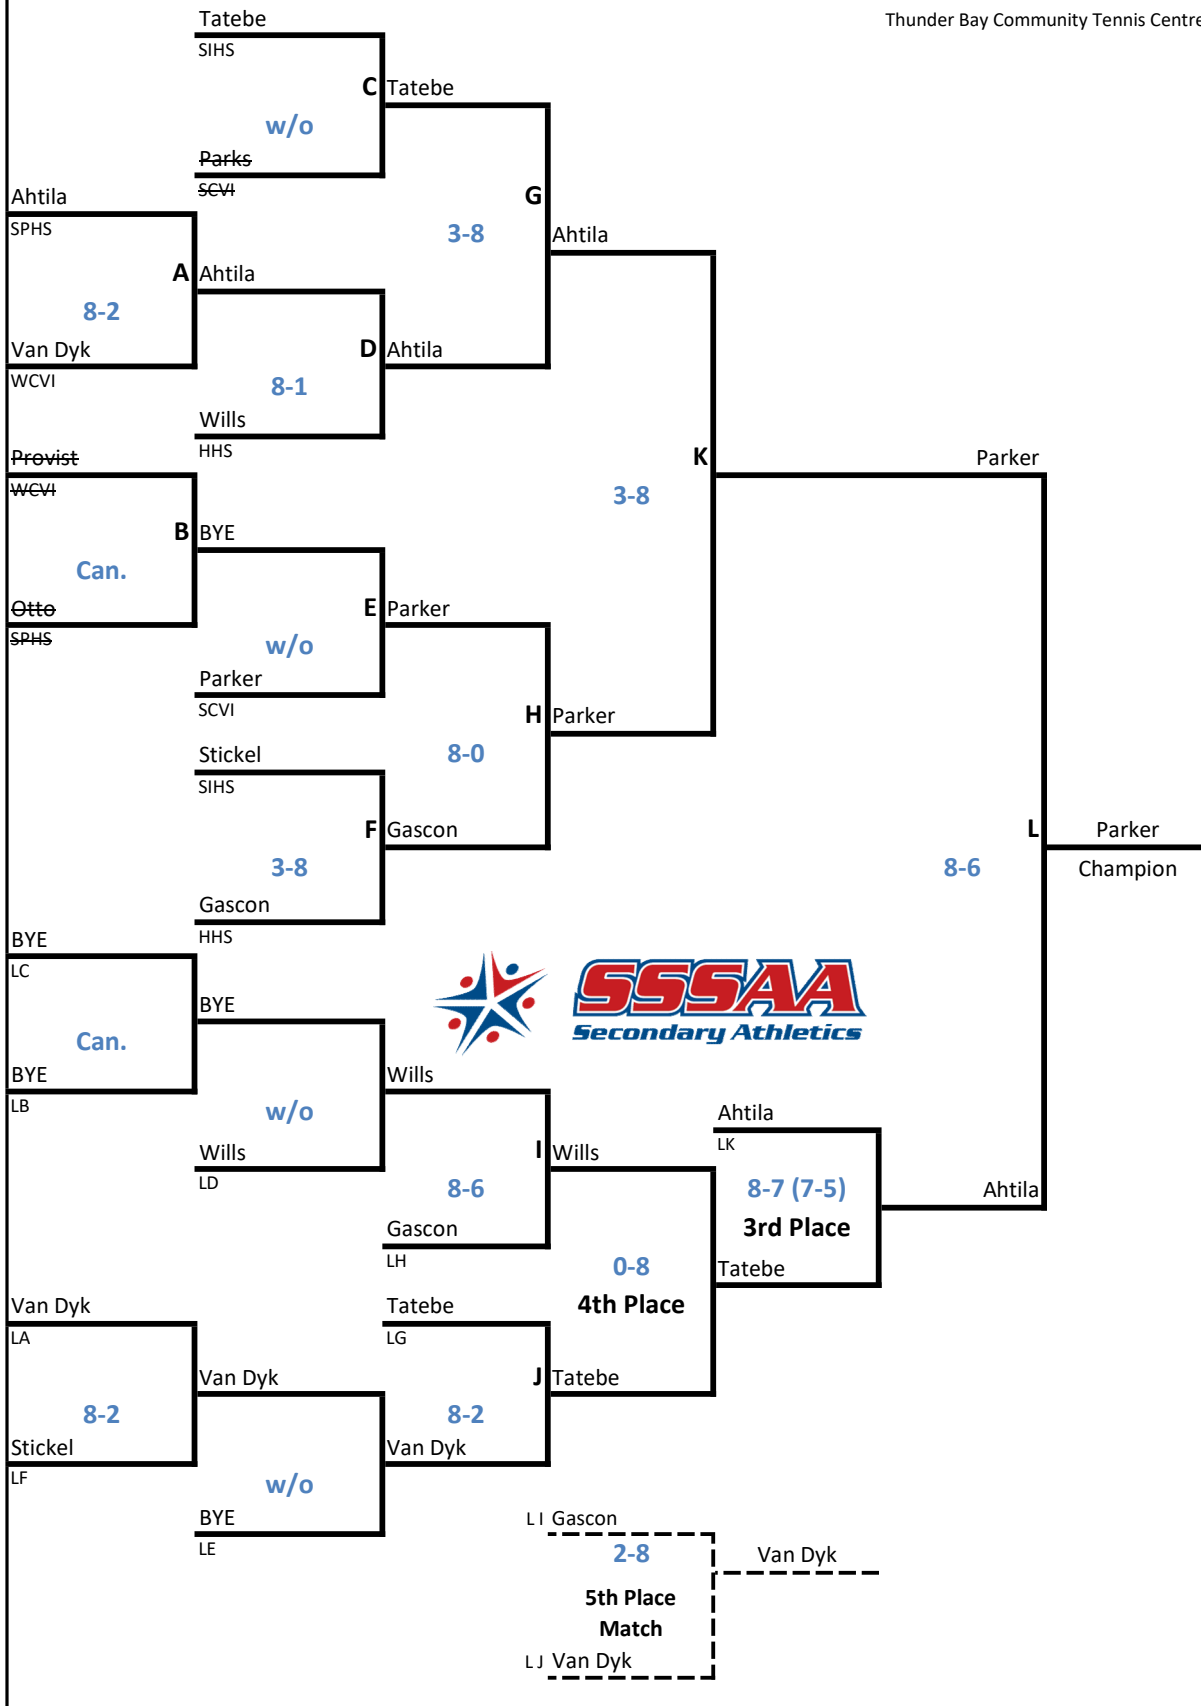 Tatebe
Thunder Bay Community Tennis Centre
SIHS
C Tatebe
w/o
Parks
SCVI
Ahtila
G
SPHS
3-8
Ahtila
A Ahtila
8-2
Van Dyk
D Ahtila
WCVI
8-1
Wills
HHS
Provist
K
Parker
WCVI
3-8
B BYE
Can.
Otto
E Parker
SPHS
w/o
Parker
SCVI
H Parker
Stickel
8-0
SIHS
F Gascon
L Parker
3-8
8-6
Champion
Gascon
HHS
BYE
LC
SSSAA
BYE
Secondary Athletics
Can.
BYE
Wills
LB
w/o
Ahtila
LK
Wills
I Wills
LD
8-6
8-7 (7-5)
Ahtila
Gascon
3rd Place
LH
0-8
Tatebe
Van Dyk
Tatebe
4th Place
LA
LG
Van Dyk
J Tatebe
8-2
8-2
Stickel
Van Dyk
LF
w/o
BYE
L I Gascon
LE
2-8
Van Dyk
5th Place
Match
L J Van Dyk